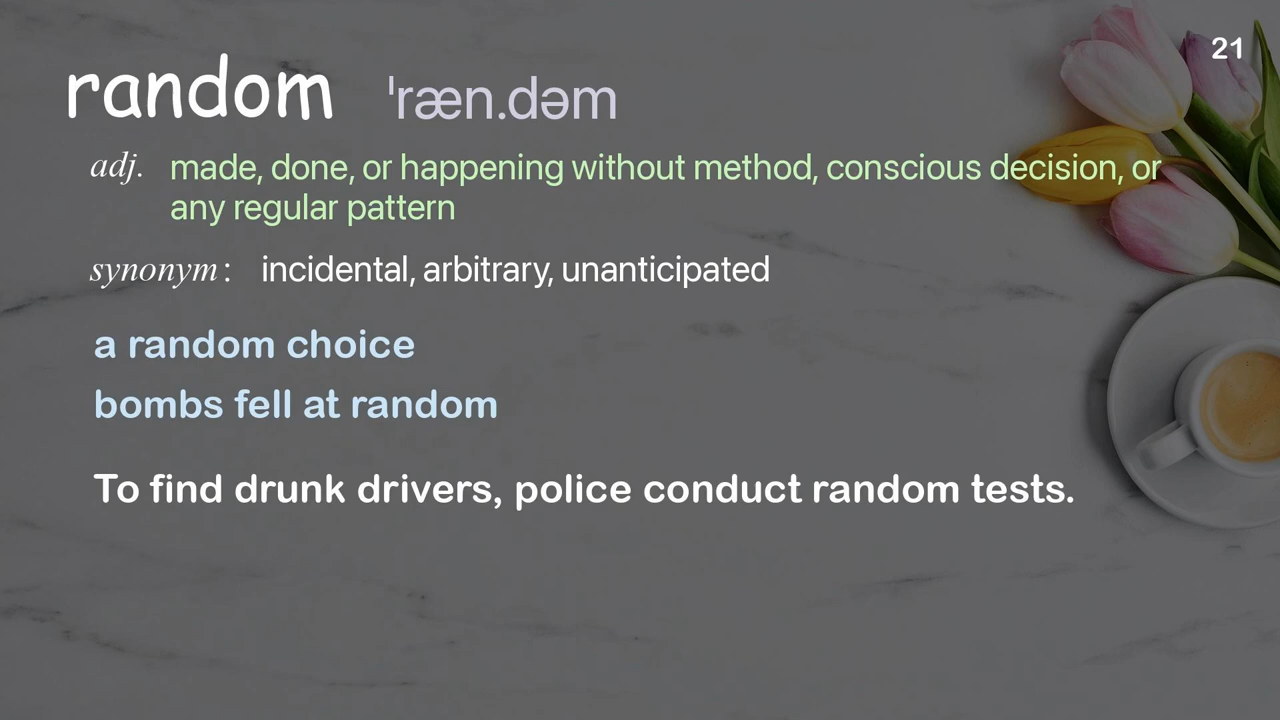 21
random ˈræn.dəm
adj. made, done, or happening without method, conscious decision, or
any regular pattern
synonym: incidental, arbitrary, unanticipated
a random choice
bombs fell at random
To find drunk drivers, police conduct random tests.